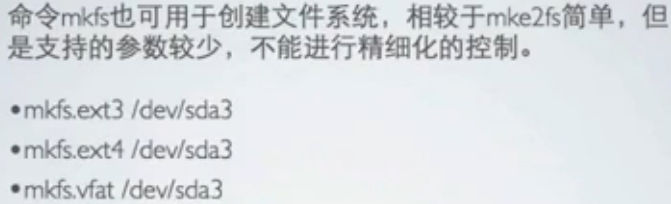 命令mkfs也可用于创建文件系统，相较于mke2fs简单，但
是支持的参数较少，不能进行精细化的控制。
•mkfs.ext3 /dev/sda3
•mkfs.ext4 /dev/sda3
•mkfs.vfat /dev/sda3